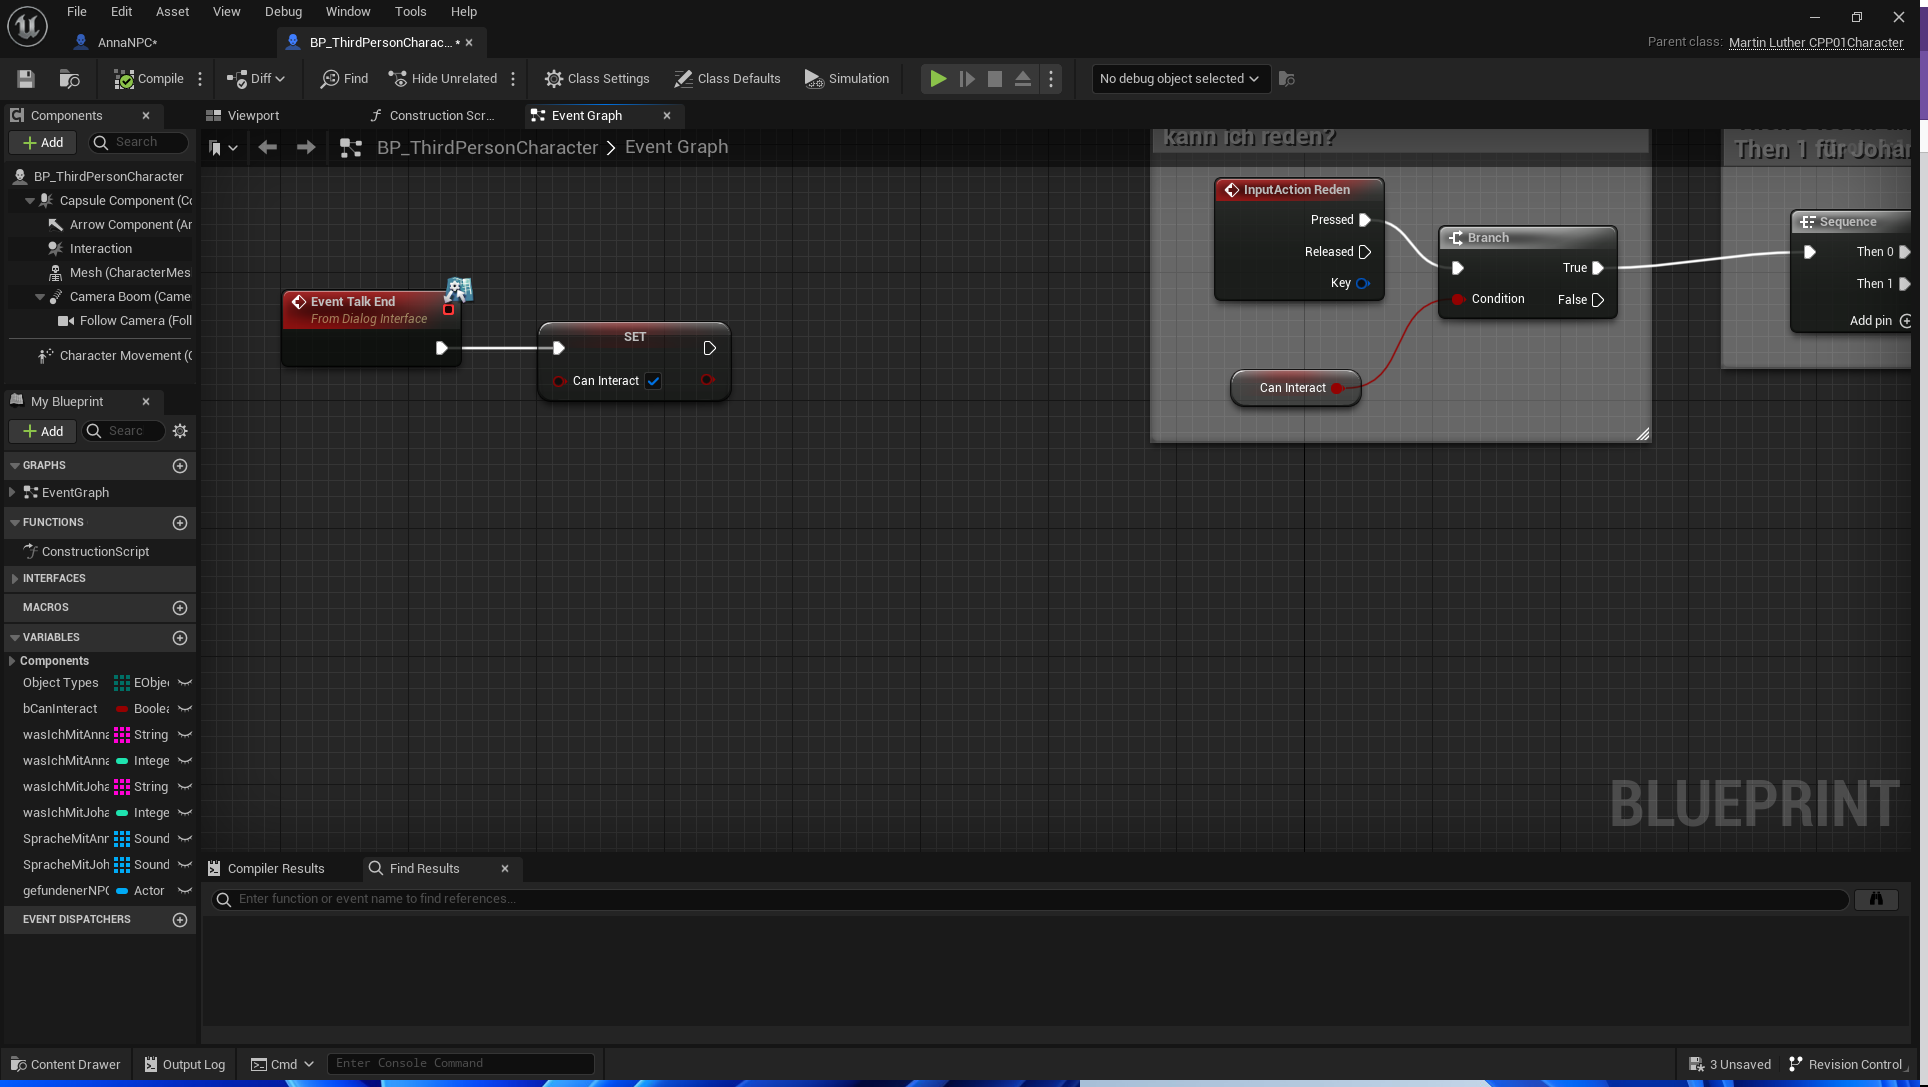 File Edit Asset View Debug Window Tools Help
AnnaNPC* BP_ThirdPersonCharac... *
Parent class: Martin Luther CPP01Character
Compile Diff Find Hide Unrelated Class Settings Class Defaults Simulation No debug object selected
Components Viewport Construction Scr... Event Graph
Add Search
BP_ThirdPersonCharacter > Event Graph
BP_ThirdPersonCharacter
Capsule Component (Co
Arrow Component (Ar
Interaction
Mesh (CharacterMes
Camera Boom (Came
Follow Camera (Foll
Character Movement (C
My Blueprint
Add Searc
GRAPHS
EventGraph
FUNCTIONS
ConstructionScript
INTERFACES
MACROS
VARIABLES
Components
Object Types EObje
bCanInteract Boolea
wasIchMitAnna String
wasIchMitAnna Intege
wasIchMitJoha String
wasIchMitJoha Intege
SpracheMitAnn Sound
SpracheMitJoh Sound
gefundenerNPC Actor
EVENT DISPATCHERS
Event Talk End
From Dialog Interface
SET
Can Interact
kann ich reden?
InputAction Reden
Pressed
Released
Key
Branch
True
Condition False
Can Interact
Then 1 für Johan
Sequence
Then 0
Then 1
Add pin
BLUEPRINT
Compiler Results Find Results
Enter function or event name to find references...
Content Drawer Output Log Cmd Enter Console Command 3 Unsaved Revision Control